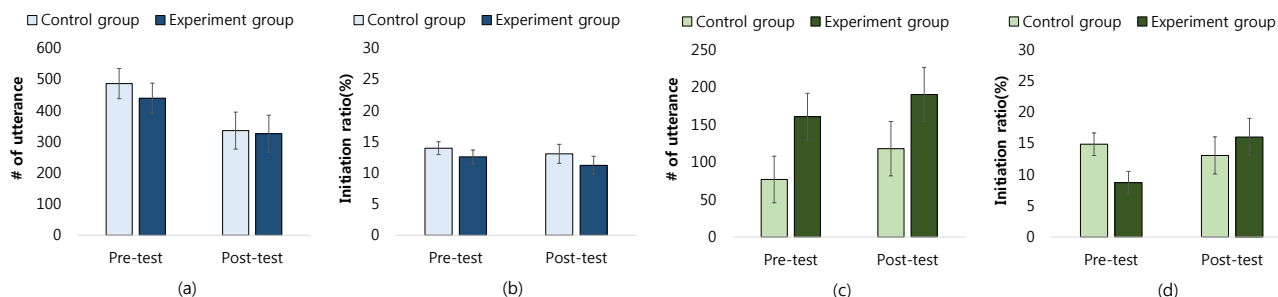 Control group Experiment group
# of utterance
600
500
400
300
200
100
0
Pre-test Post-test
(a)
Control group Experiment group
Initiation ratio(%)
30
25
20
15
10
5
0
Pre-test Post-test
(b)
Control group Experiment group
# of utterance
250
200
150
100
50
0
Pre-test Post-test
(c)
Control group Experiment group
Initiation ratio(%)
30
25
20
15
10
5
0
Pre-test Post-test
(d)